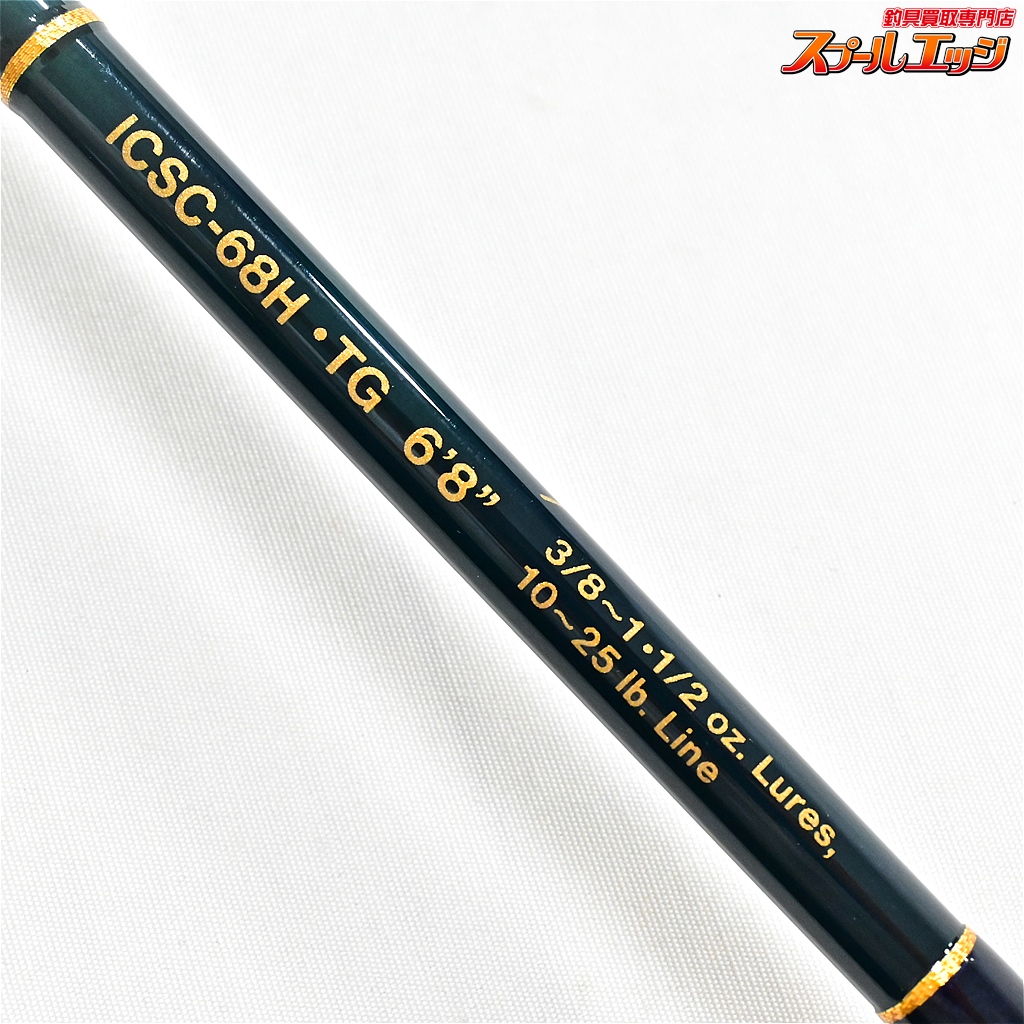 釣具買取専門店
スプールエッジ
ICSC-68H・TG 6'8"
3/8~1・1/2 oz. Lures,
10~25 lb. Line